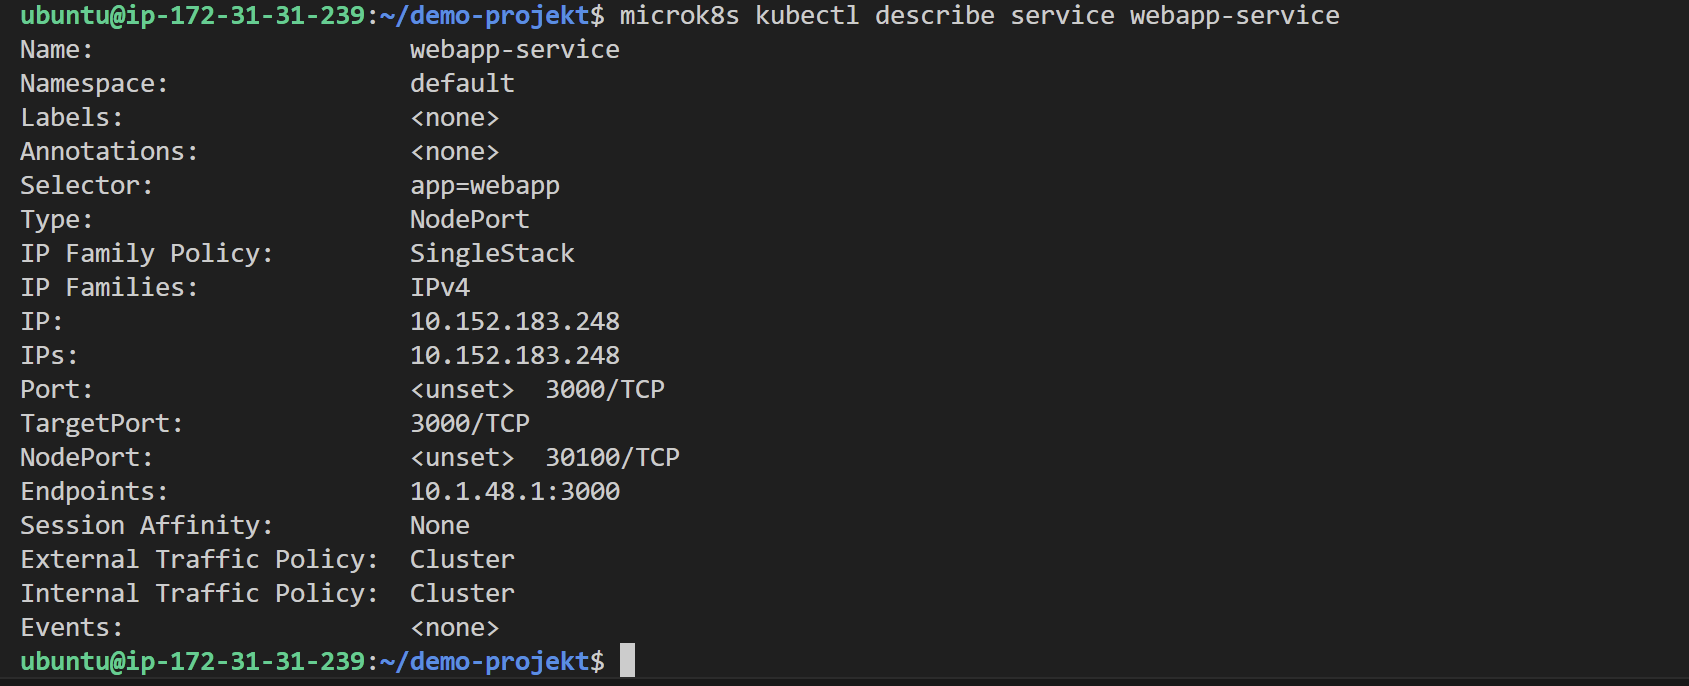 ubuntu@ip-172-31-31-239:~/demo-projekt$ microk8s kubectl describe service webapp-service
Name:                     webapp-service
Namespace:                default
Labels:                   <none>
Annotations:              <none>
Selector:                 app=webapp
Type:                     NodePort
IP Family Policy:         SingleStack
IP Families:              IPv4
IP:                       10.152.183.248
IPs:                      10.152.183.248
Port:                     <unset>  3000/TCP
TargetPort:               3000/TCP
NodePort:                 <unset>  30100/TCP
Endpoints:                10.1.48.1:3000
Session Affinity:         None
External Traffic Policy:  Cluster
Internal Traffic Policy:  Cluster
Events:                   <none>
ubuntu@ip-172-31-31-239:~/demo-projekt$